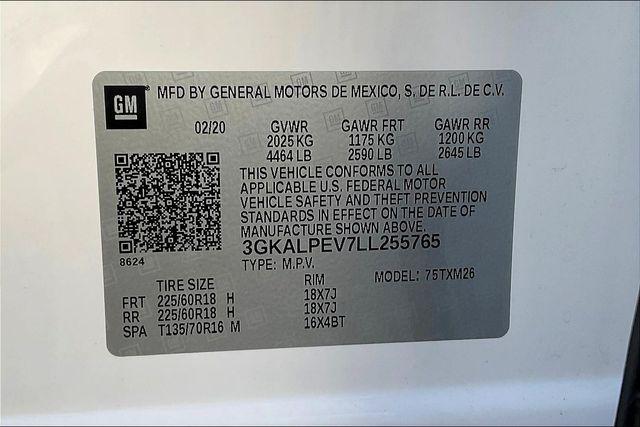 GM
MFD BY GENERAL MOTORS DE MEXICO, S, DE R.L. DE C.V.
02/20 GVWR GAWR FRT GAWR RR
2025 KG 1175 KG 1200 KG
4464 LB 2590 LB 2645 LB
THIS VEHICLE CONFORMS TO ALL
APPLICABLE U.S. FEDERAL MOTOR
VEHICLE SAFETY AND THEFT PREVENTION
STANDARDS IN EFFECT ON THE DATE OF
MANUFACTURE SHOWN ABOVE.
3GKALPEV7LL255765
8624
TYPE: M.P.V. MODEL: 75TXM26
TIRE SIZE RIM
FRT 225/60R18 H 18X7J
RR 225/60R18 H 18X7J
SPA T135/70R16 M 16X4BT